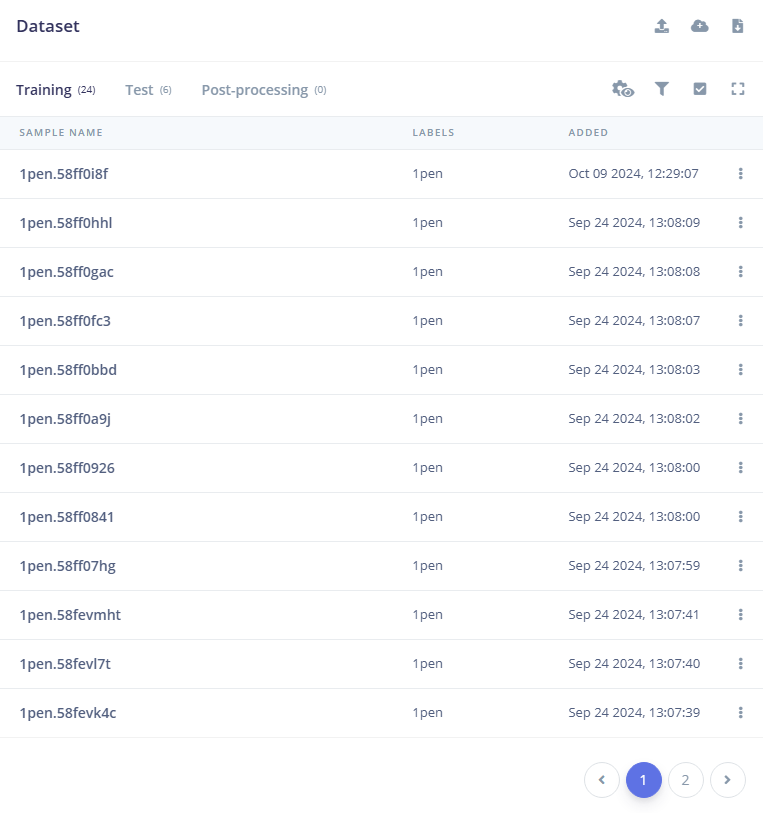 Dataset
Training (24) Test (6) Post-processing (0)
SAMPLE NAME LABELS ADDED
1pen.58ff0i8f 1pen Oct 09 2024, 12:29:07
1pen.58ff0hhl 1pen Sep 24 2024, 13:08:09
1pen.58ff0gac 1pen Sep 24 2024, 13:08:08
1pen.58ff0fc3 1pen Sep 24 2024, 13:08:07
1pen.58ff0bbd 1pen Sep 24 2024, 13:08:03
1pen.58ff0a9j 1pen Sep 24 2024, 13:08:02
1pen.58ff0926 1pen Sep 24 2024, 13:08:00
1pen.58ff0841 1pen Sep 24 2024, 13:08:00
1pen.58ff07hg 1pen Sep 24 2024, 13:07:59
1pen.58fevmht 1pen Sep 24 2024, 13:07:41
1pen.58fevl7t 1pen Sep 24 2024, 13:07:40
1pen.58fevk4c 1pen Sep 24 2024, 13:07:39
1 2